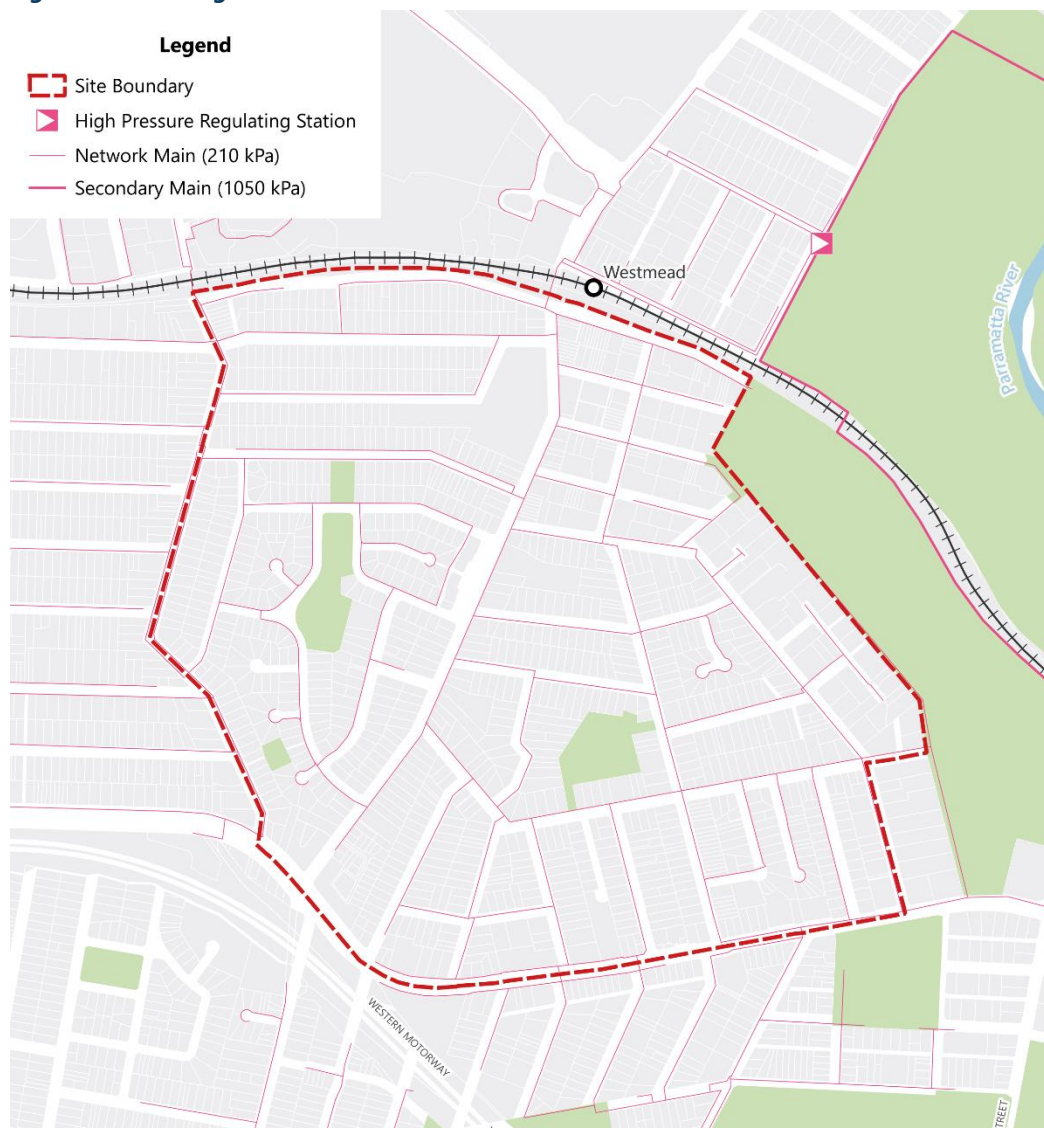 Legend
Site Boundary
High Pressure Regulating Station
Network Main (210 kPa)
Secondary Main (1050 kPa)
Westmead
Parramatta River
WESTERN MOTORWAY
STREET